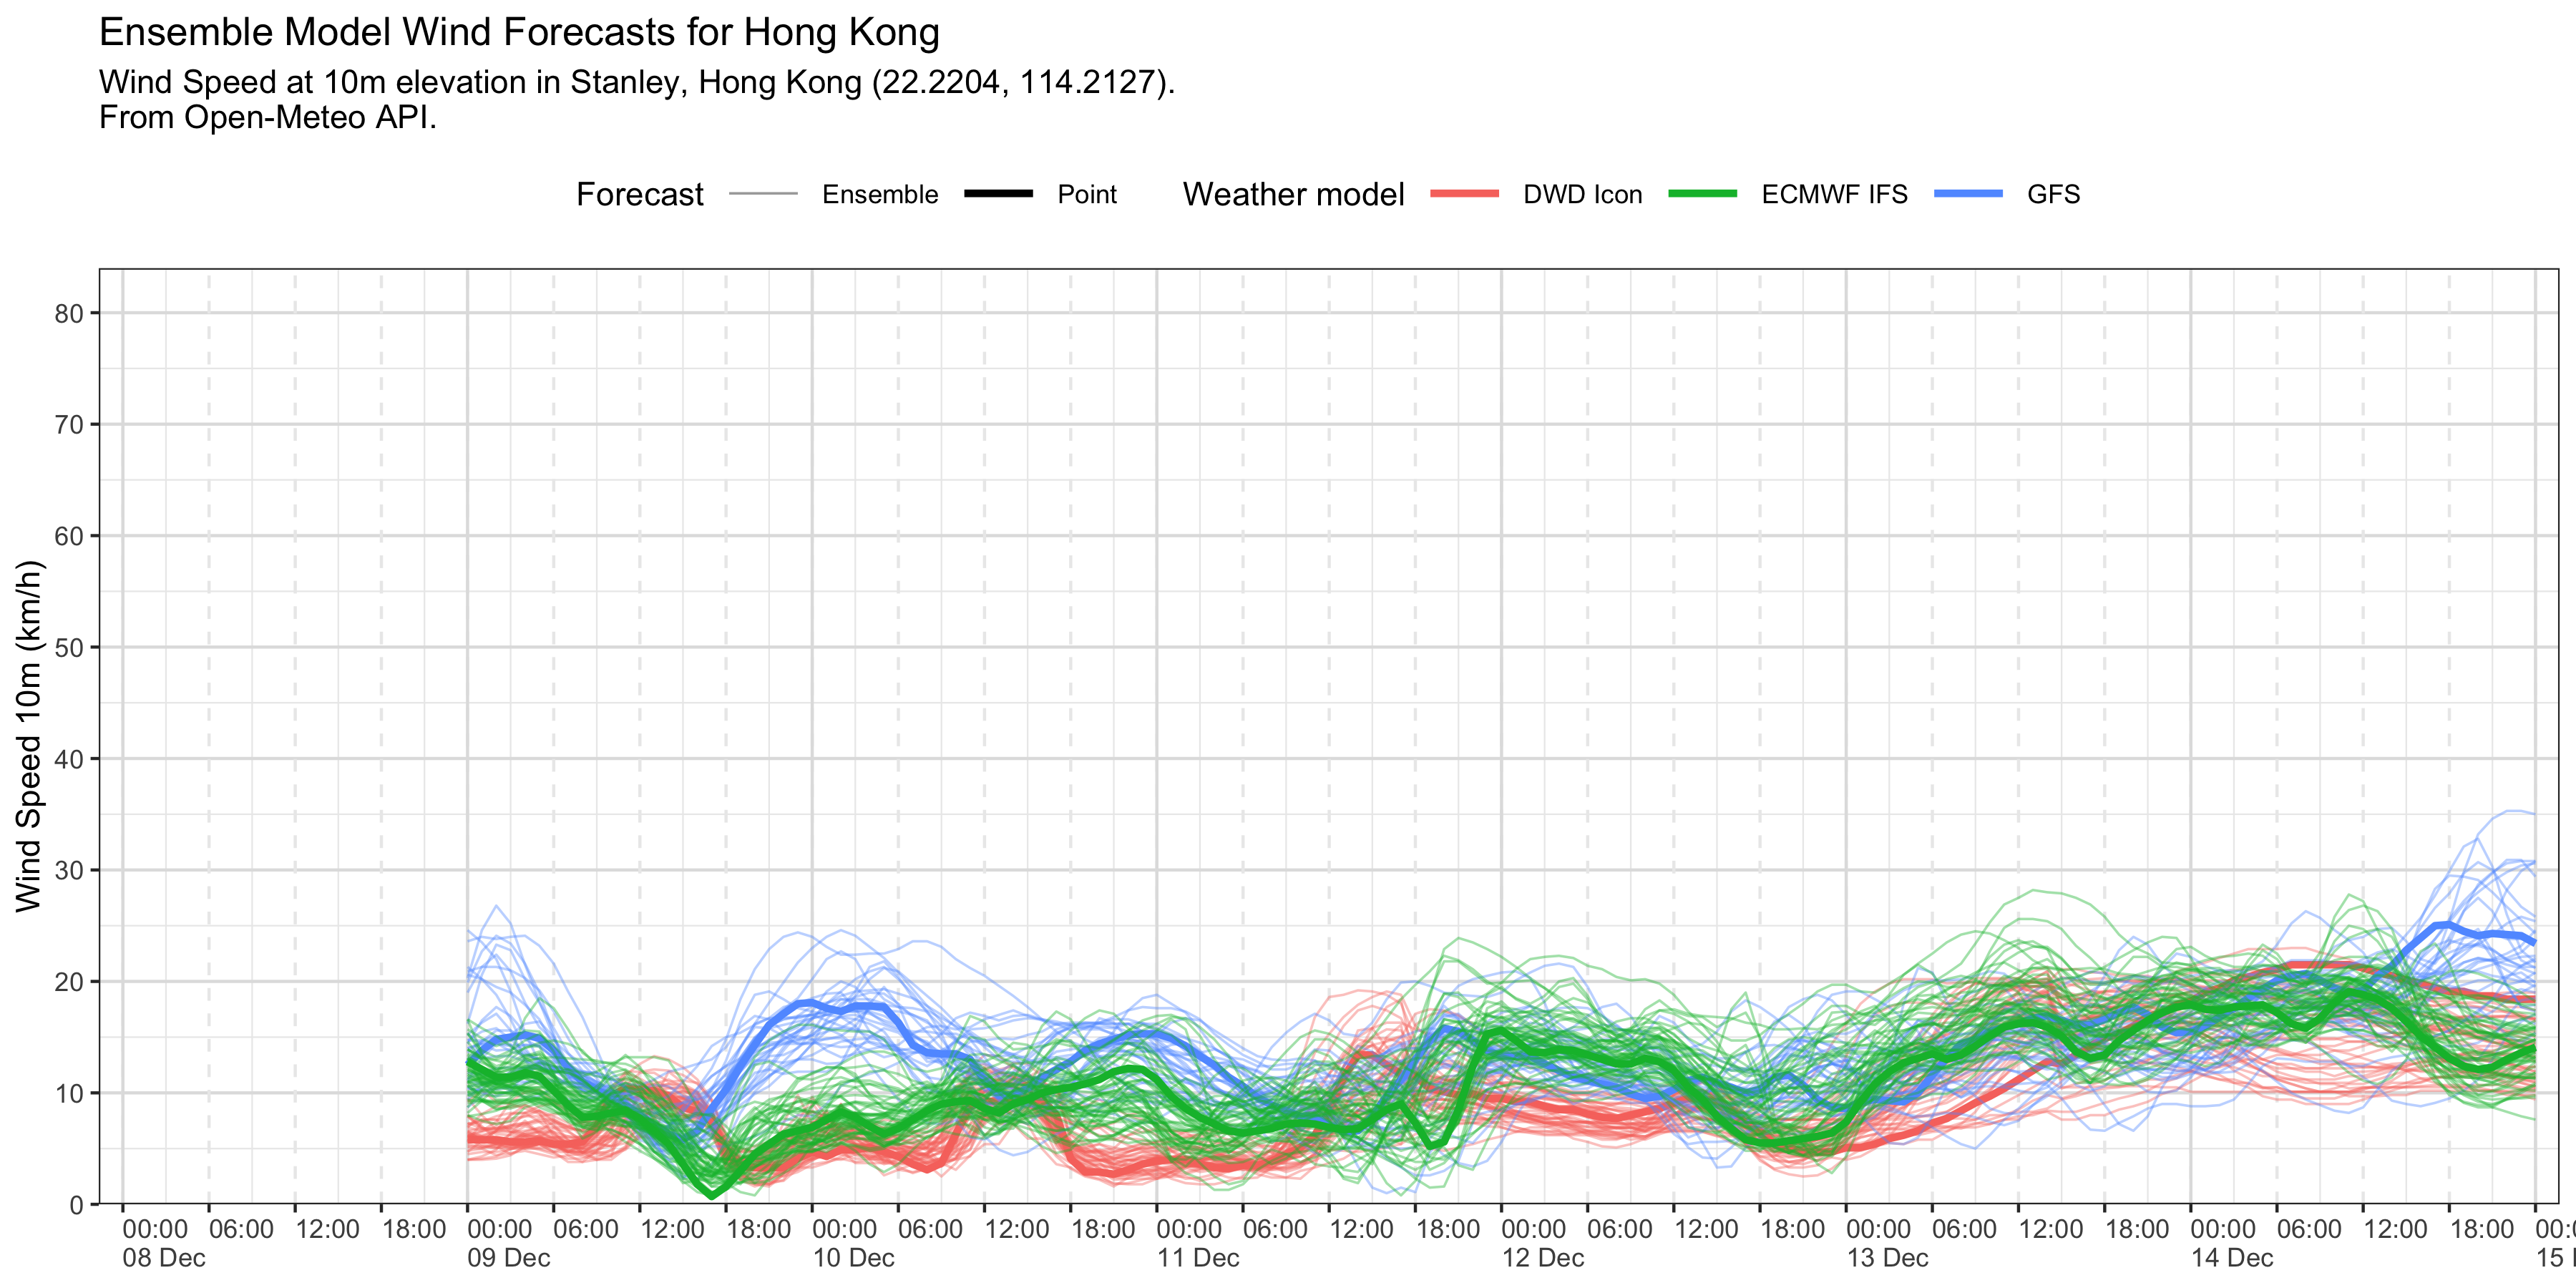 Ensemble Model Wind Forecasts for Hong Kong
Wind Speed at 10m elevation in Stanley, Hong Kong (22.2204, 114.2127).
From Open-Meteo API.
Forecast Ensemble Point Weather model DWD Icon ECMWF IFS GFS
Wind Speed 10m (km/h)
80
70
60
50
40
30
20
10
0
00:00 06:00 12:00 18:00 00:00 06:00 12:00 18:00 00:00 06:00 12:00 18:00 00:00 06:00 12:00 18:00 00:00 06:00 12:00 18:00 00:00 06:00 12:00 18:00 00:00 06:00 12:00 18:00
08 Dec 09 Dec 10 Dec 11 Dec 12 Dec 13 Dec 14 Dec 15